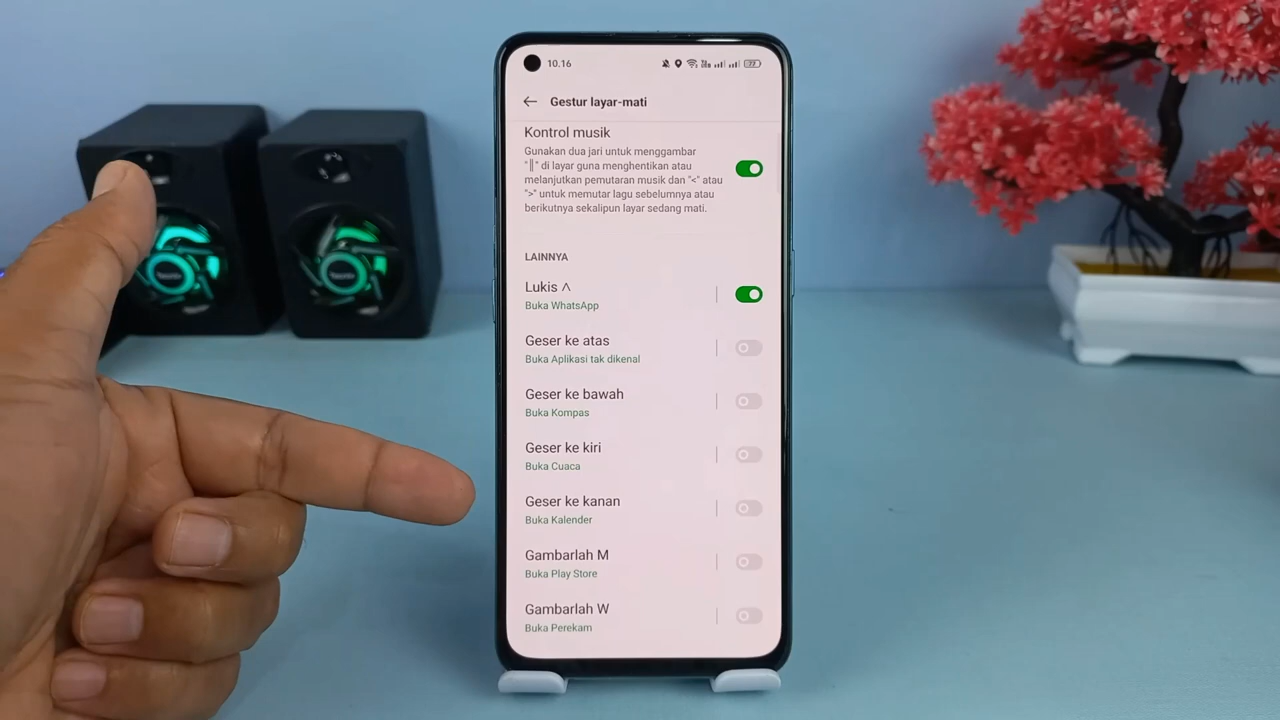 10.16
77
Gestur layar-mati
Kontrol musik
Gunakan dua jari untuk menggambar
"||" di layar guna menghentikan atau
melanjutkan pemutaran musik dan "<" atau
">" untuk memutar lagu sebelumnya atau
berikutnya sekalipun layar sedang mati.
LAINNYA
Lukis ^
Buka WhatsApp
Geser ke atas
Buka Aplikasi tak dikenal
Geser ke bawah
Buka Kompas
Geser ke kiri
Buka Cuaca
Geser ke kanan
Buka Kalender
Gambarlah M
Buka Play Store
Gambarlah W
Buka Perekam